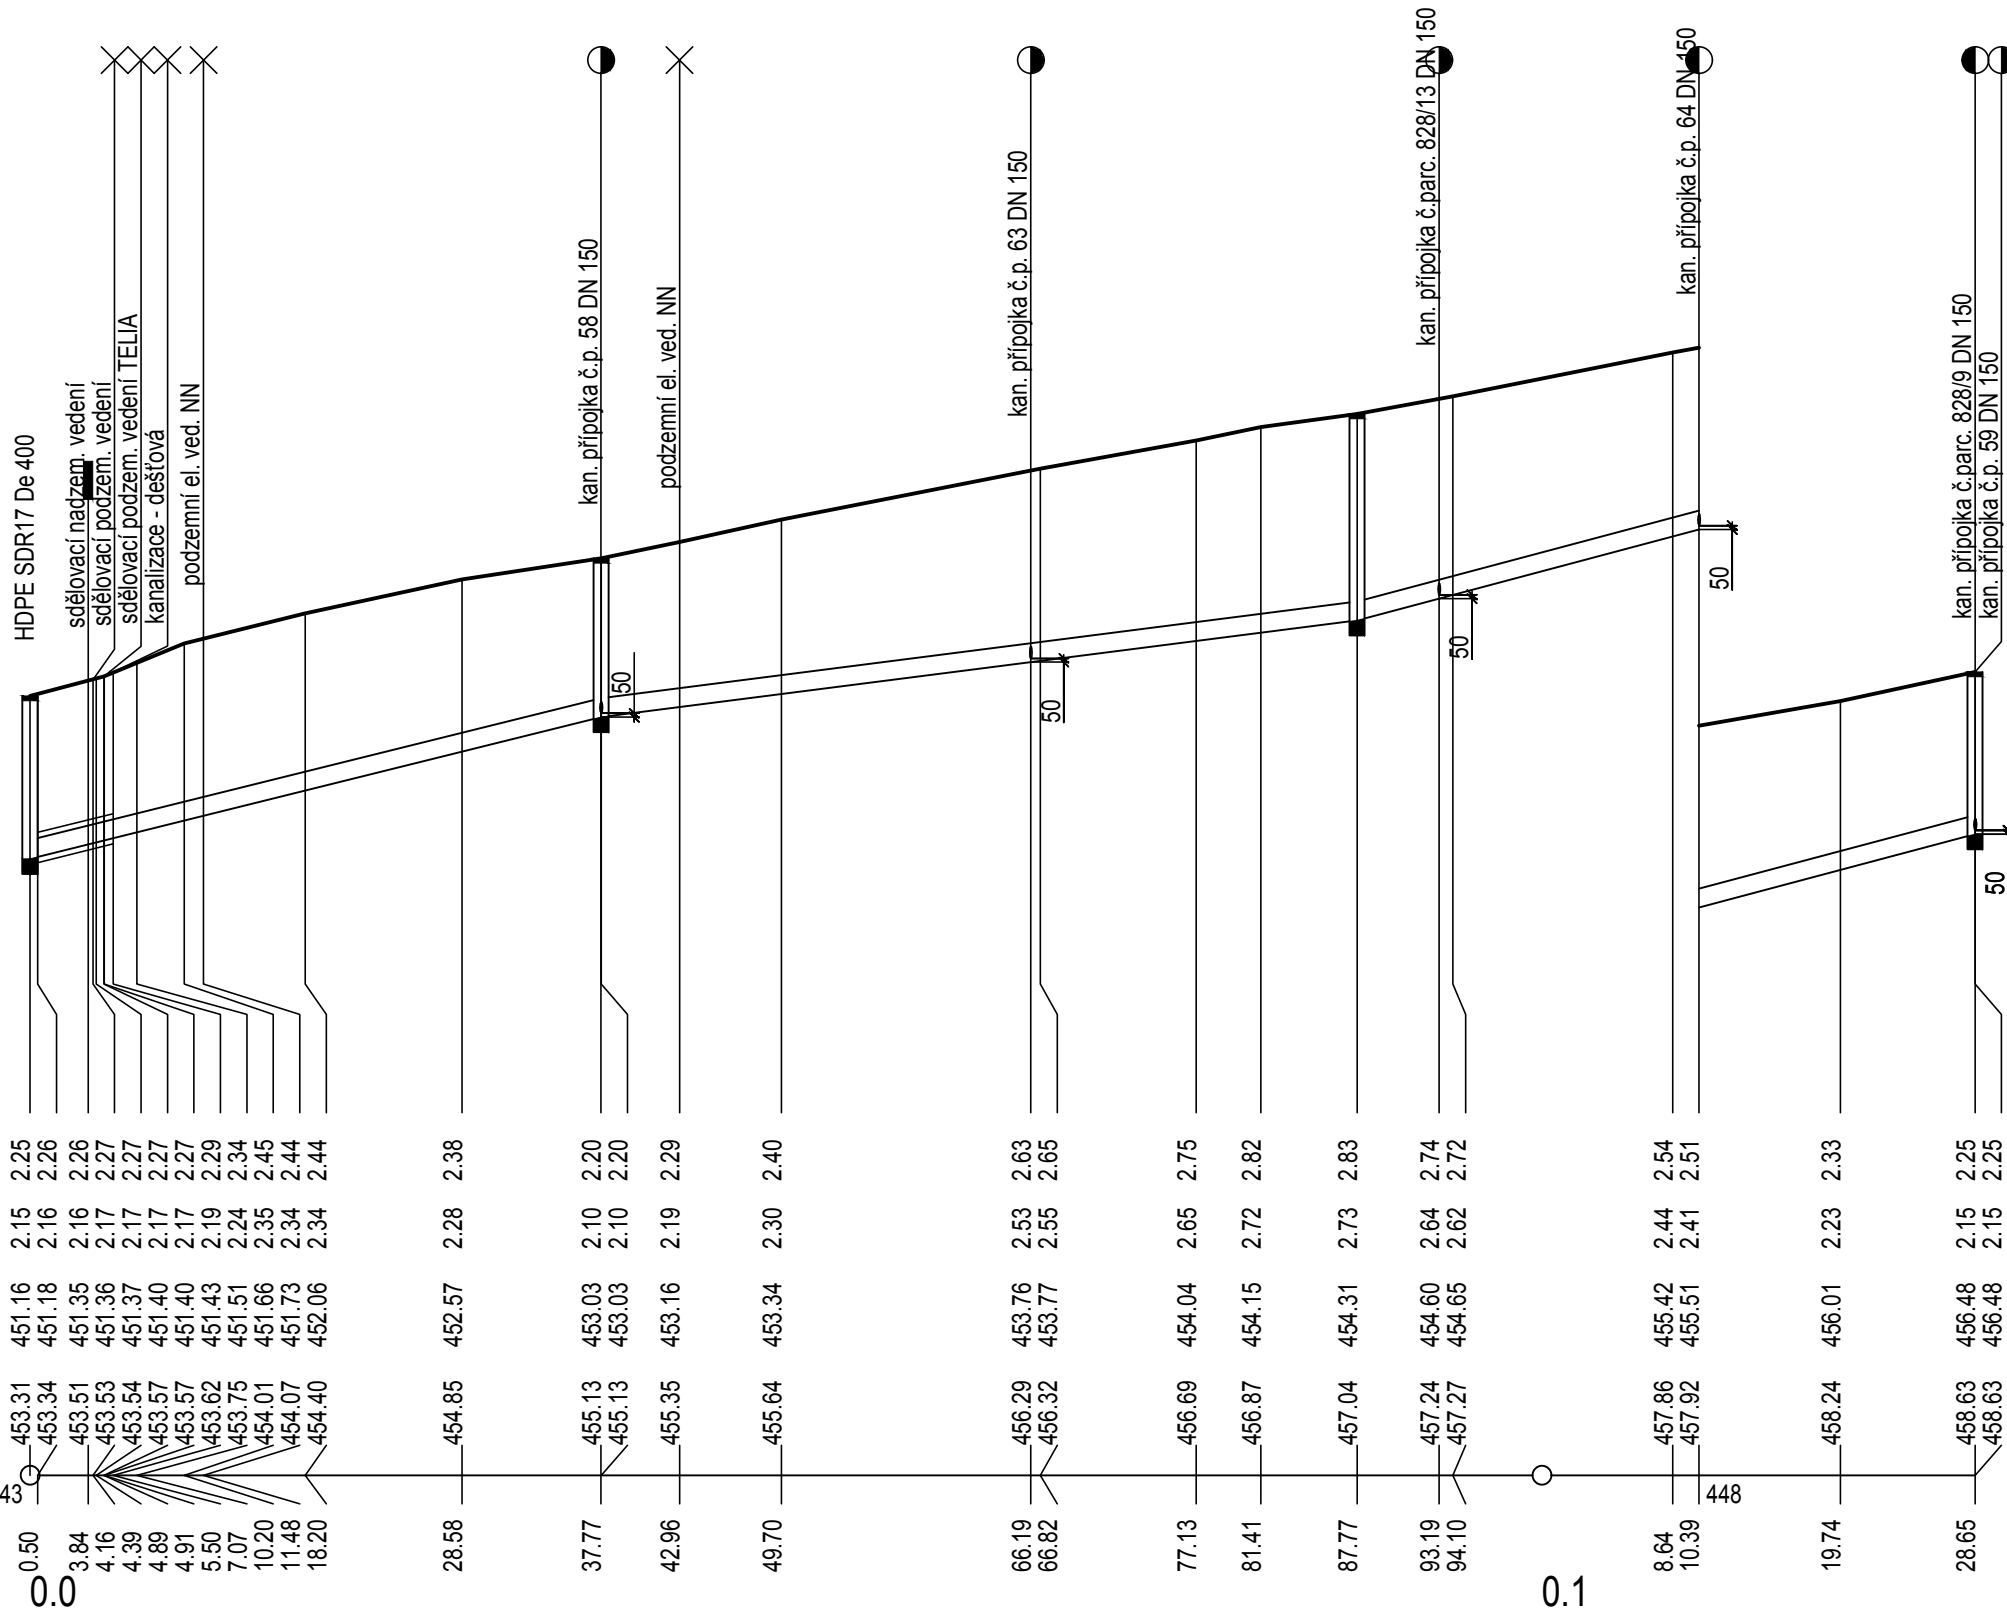 HDPE SDR17 De 400
sdělovací nadzem. vedení
sdělovací podzem. vedení
sdělovací podzem. vedení TELIA
kanalizace - dešťová
podzemní el. ved. NN
kan. přípojka č.p. 58 DN 150
podzemní el. ved. NN
kan. přípojka č.p. 63 DN 150
kan. přípojka č.parc. 828/13 DN 150
kan. přípojka č.p. 64 DN 150
kan. přípojka č.parc. 828/9 DN 150
kan. přípojka č.p. 59 DN 150
50
50
50
50
50
2.25 2.26 2.26 2.27 2.27 2.27 2.27 2.29 2.34 2.45 2.44 2.44 2.38 2.20 2.20 2.29 2.40 2.63 2.65 2.75 2.82 2.83 2.74 2.72 2.54 2.51 2.33 2.25 2.25
2.15 2.16 2.16 2.17 2.17 2.17 2.17 2.19 2.24 2.35 2.34 2.34 2.28 2.10 2.10 2.19 2.30 2.53 2.55 2.65 2.72 2.73 2.64 2.62 2.44 2.41 2.23 2.15 2.15
451.16 451.18 451.35 451.36 451.37 451.40 451.40 451.43 451.51 451.66 451.73 452.06 452.57 453.03 453.03 453.16 453.34 453.76 453.77 454.04 454.15 454.31 454.60 454.65 455.42 455.51 456.01 456.48 456.48
453.31 453.34 453.51 453.53 453.54 453.57 453.57 453.62 453.75 454.01 454.07 454.40 454.85 455.13 455.13 455.35 455.64 456.29 456.32 456.69 456.87 457.04 457.24 457.27 457.86 457.92 458.24 458.63 458.63
43
448
0.50 3.84 4.16 4.39 4.89 4.91 5.50 7.07 10.20 11.48 18.20 28.58 37.77 42.96 49.70 66.19 66.82 77.13 81.41 87.77 93.19 94.10 8.64 10.39 19.74 28.65
0.0
0.1